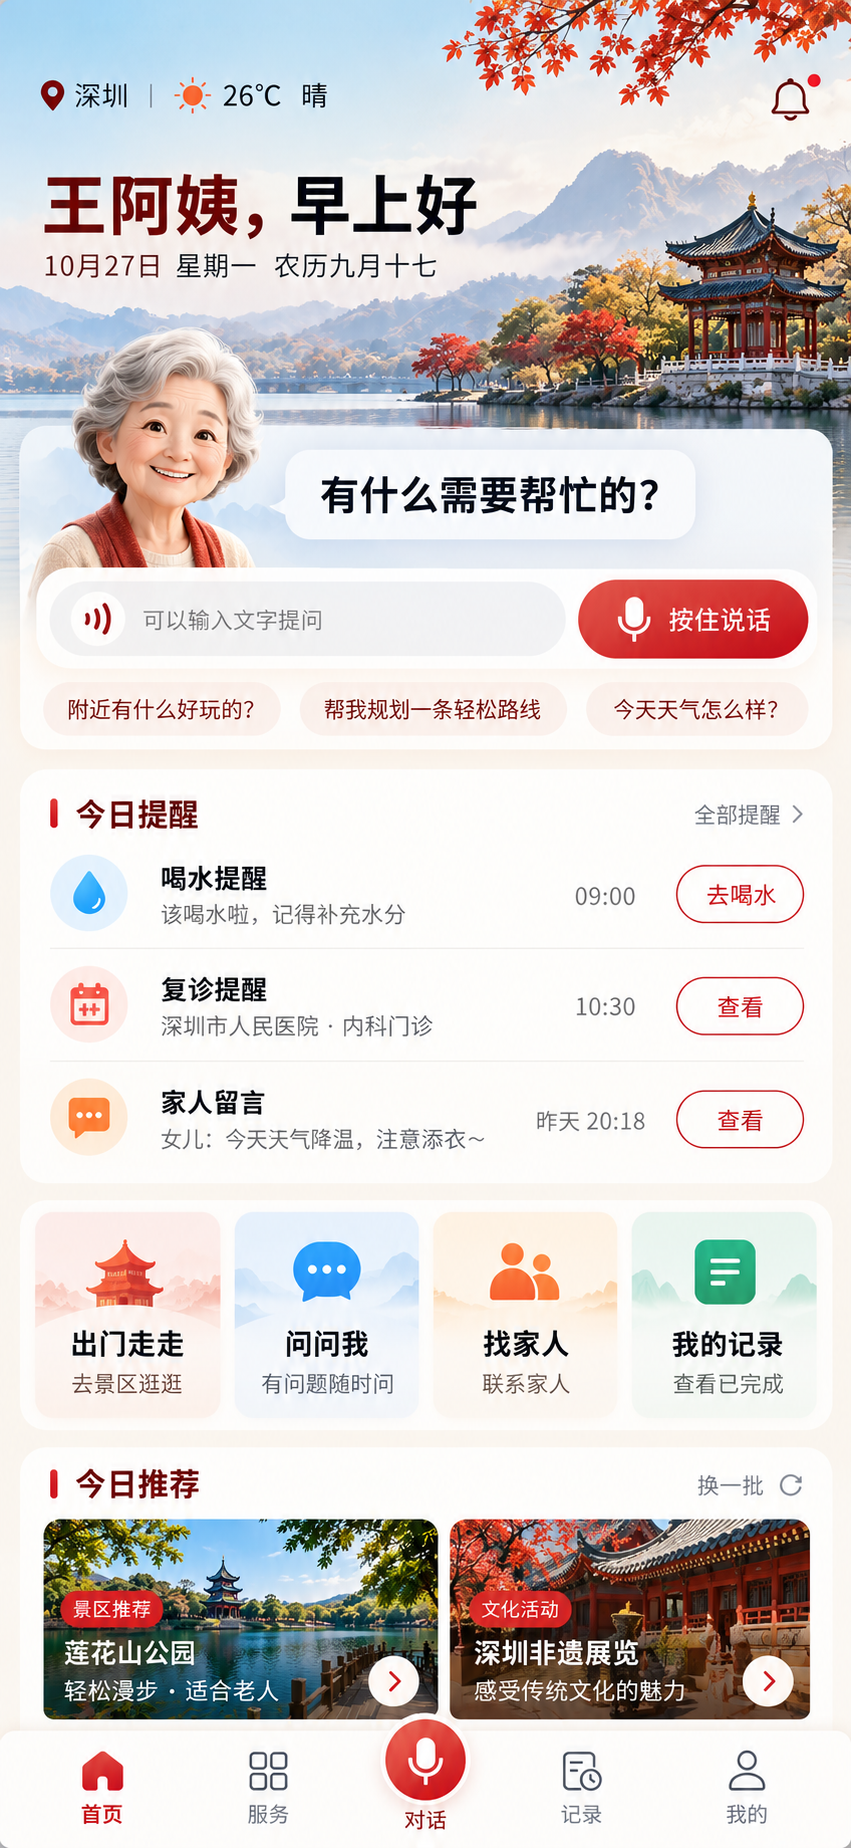 深圳 | 26℃ 晴
王阿姨，早上好
10月27日 星期一 农历九月十七
有什么需要帮忙的？
可以输入文字提问
按住说话
附近有什么好玩的？
帮我规划一条轻松路线
今天天气怎么样？
今日提醒
全部提醒
喝水提醒
该喝水啦，记得补充水分
09:00
去喝水
复诊提醒
深圳市人民医院 · 内科门诊
10:30
查看
家人留言
女儿：今天天气降温，注意添衣～
昨天 20:18
查看
出门走走
去景区逛逛
问问我
有问题随时问
找家人
联系家人
我的记录
查看已完成
今日推荐
换一批
景区推荐
莲花山公园
轻松漫步 · 适合老人
文化活动
深圳非遗展览
感受传统文化的魅力
首页
服务
对话
记录
我的